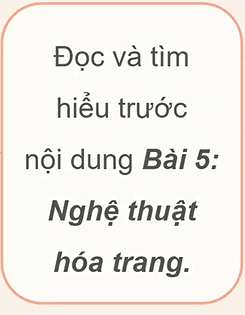 Đọc và tìm
hiểu trước
nội dung Bài 5:
Nghệ thuật
hóa trang.